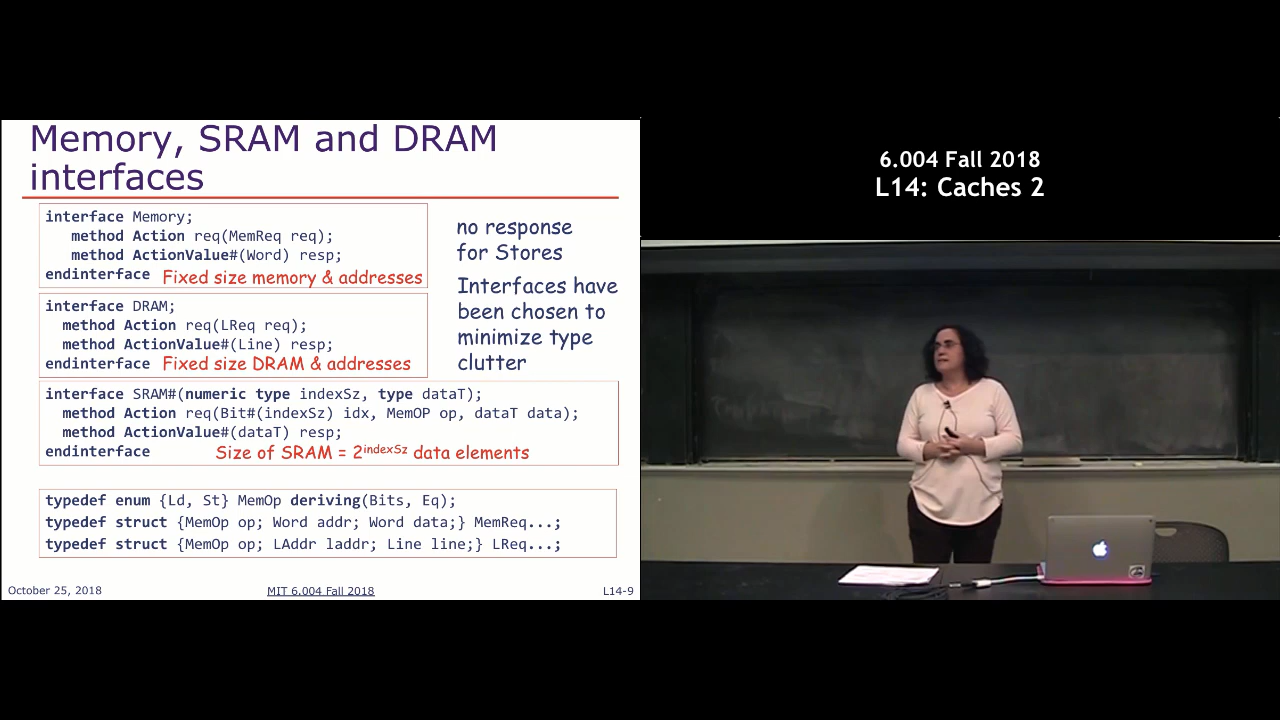 Memory, SRAM and DRAM
interfaces
interface Memory;
method Action req(MemReq req);
method ActionValue#(Word) resp;
endinterface Fixed size memory & addresses
no response
for Stores
Interfaces have
been chosen to
minimize type
clutter
interface DRAM;
method Action req(LReq req);
method ActionValue#(Line) resp;
endinterface Fixed size DRAM & addresses
interface SRAM#(numeric type indexSz, type dataT);
method Action req(Bit#(indexSz) idx, MemOP op, dataT data);
method ActionValue#(dataT) resp;
endinterface Size of SRAM = 2^indexSz data elements
typedef enum {Ld, St} MemOp deriving(Bits, Eq);
typedef struct {MemOp op; Word addr; Word data;} MemReq...;
typedef struct {MemOp op; LAddr laddr; Line line;} LReq...;
October 25, 2018
MIT 6.004 Fall 2018
L14-9
6.004 Fall 2018
L14: Caches 2